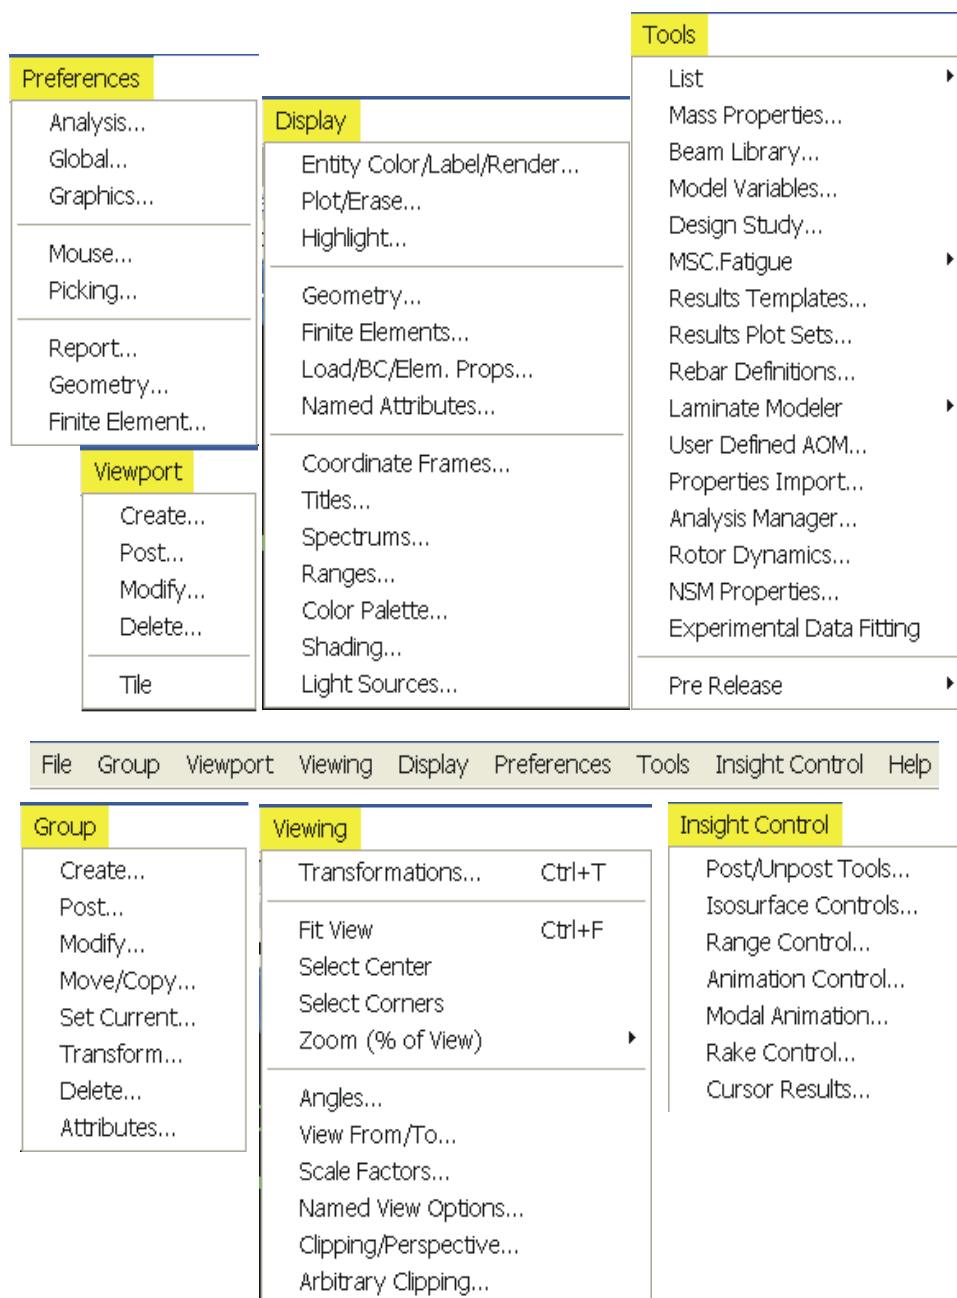 Preferences
Analysis...
Global...
Graphics...
Mouse...
Picking...
Report...
Geometry...
Finite Element...
Viewport
Create...
Post...
Modify...
Delete...
Tile
Display
Entity Color/Label/Render...
Plot/Erase...
Highlight...
Geometry...
Finite Elements...
Load/BC/Elem. Props...
Named Attributes...
Coordinate Frames...
Titles...
Spectrums...
Ranges...
Color Palette...
Shading...
Light Sources...
Tools
List
Mass Properties...
Beam Library...
Model Variables...
Design Study...
MSC.Fatigue
Results Templates...
Results Plot Sets...
Rebar Definitions...
Laminate Modeler
User Defined AOM...
Properties Import...
Analysis Manager...
Rotor Dynamics...
NSM Properties...
Experimental Data Fitting
Pre Release
File Group Viewport Viewing Display Preferences Tools Insight Control Help
Group
Create...
Post...
Modify...
Move/Copy...
Set Current...
Transform...
Delete...
Attributes...
Viewing
Transformations... Ctrl+T
Fit View Ctrl+F
Select Center
Select Corners
Zoom (% of View)
Angles...
View From/To...
Scale Factors...
Named View Options...
Clipping/Perspective...
Arbitrary Clipping...
Insight Control
Post/Unpost Tools...
Isosurface Controls...
Range Control...
Animation Control...
Modal Animation...
Rake Control...
Cursor Results...